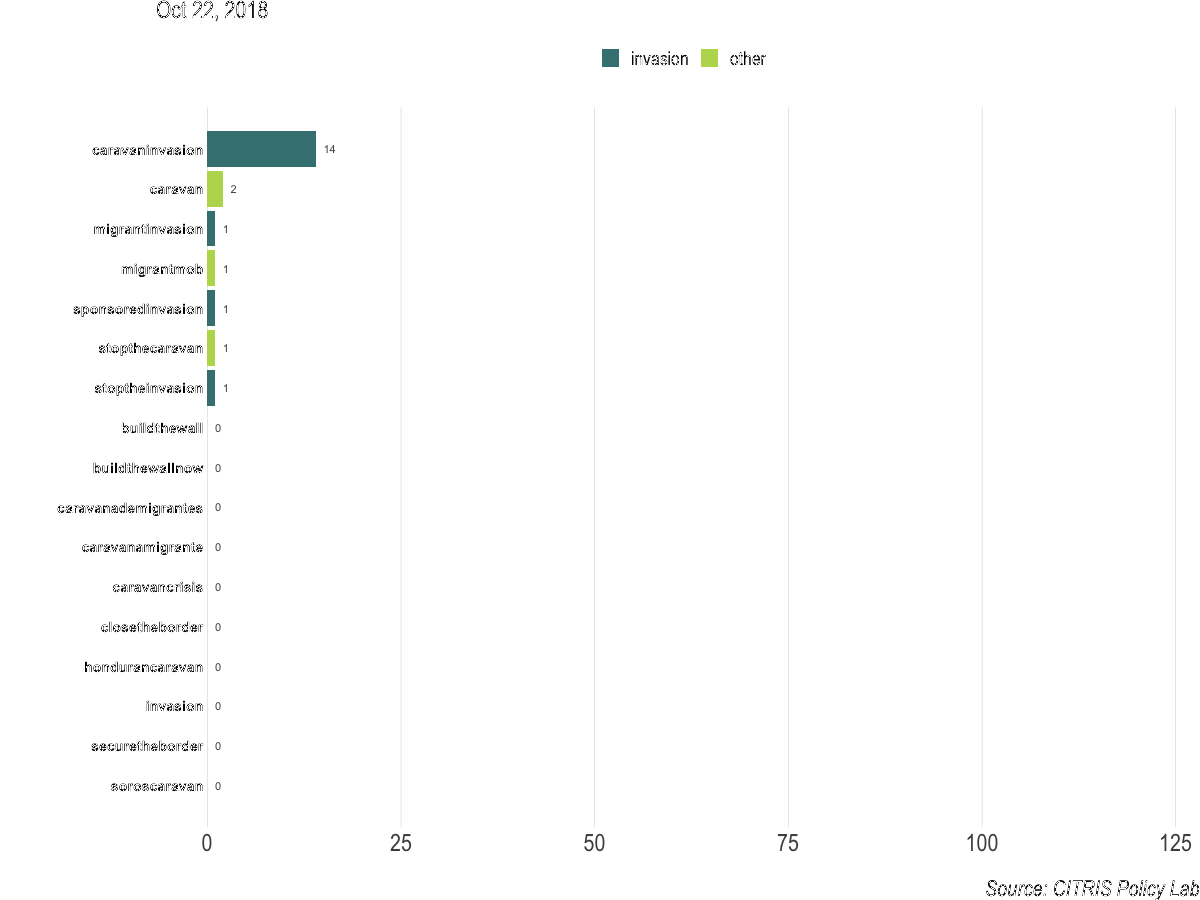 Oct 22, 2018
invasion other
caravaninvasion 14
caravan 2
migrantinvasion 1
migrantmob 1
sponsoredinvasion 1
stopthecaravan 1
stoptheinvasion 1
buildthewall 0
buildthewallnow 0
caravanademigrantes 0
caravanamigrante 0
caravancrisis 0
closetheborder 0
hondurancaravan 0
invasion 0
securetheborder 0
soroscaravan 0
0 25 50 75 100 125
Source: CITRIS Policy Lab